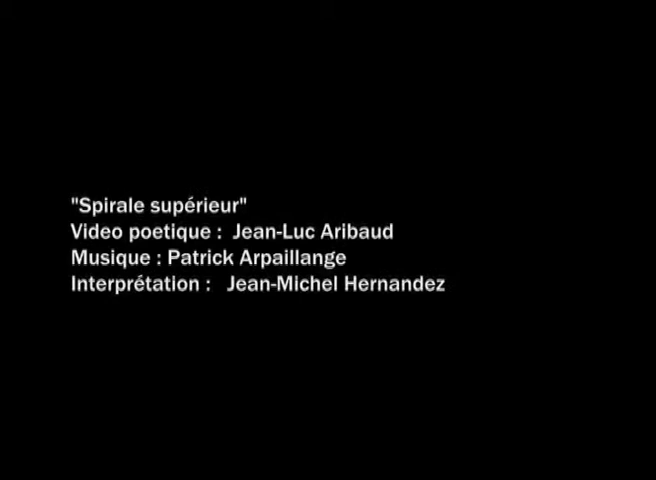 "Spirale supérieur"
Video poetique :  Jean-Luc Aribaud
Musique : Patrick Arpaillange
Interprétation :   Jean-Michel Hernandez